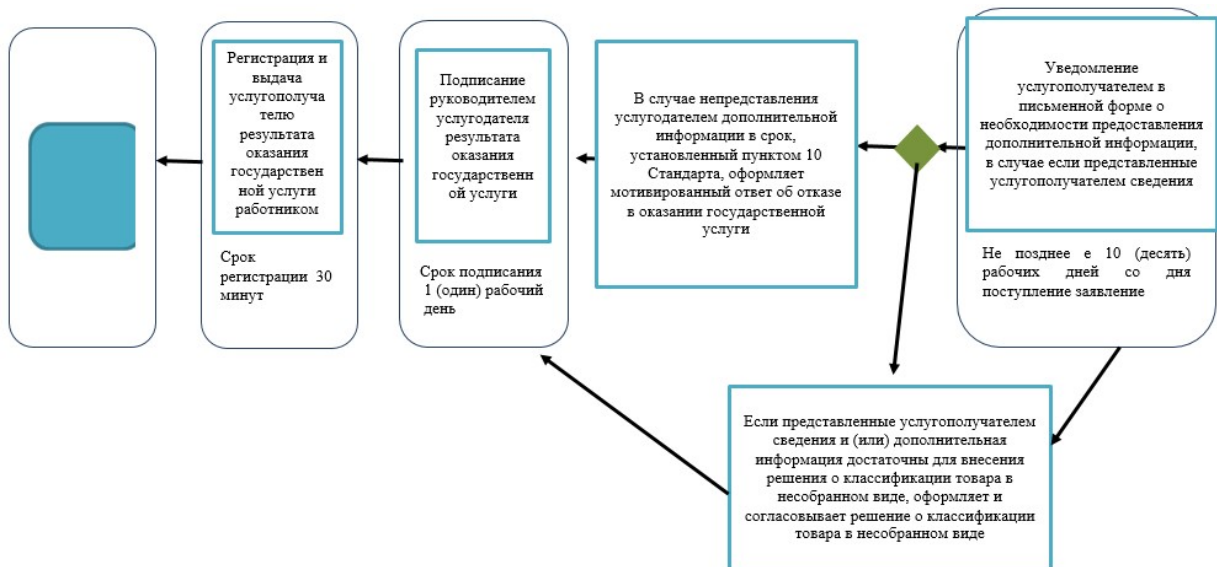 Регистрация и
выдача
услугополуча
телю
результата
оказания
государствен
ной услуги
работником
Срок
регистрации 30
минут
Подписание
руководителем
услугодателя
результата
оказания
государственн
ой услуги
Срок подписания
1 (один) рабочий
день
В случае непредставления
услугодателем дополнительной
информации в срок,
установленный пунктом 10
Стандарта, оформляет
мотивированный ответ об отказе
в оказании государственной
услуги
Уведомление
услугополучателем в
письменной форме о
необходимости предоставления
дополнительной информации,
в случае если представленные
услугополучателем сведения
Не позднее е 10 (десять)
рабочих дней со дня
поступление заявление
Если представленные услугополучателем
сведения и (или) дополнительная
информация достаточны для внесения
решения о классификации товара в
несобранном виде, оформляет и
согласовывает решение о классификации
товара в несобранном виде